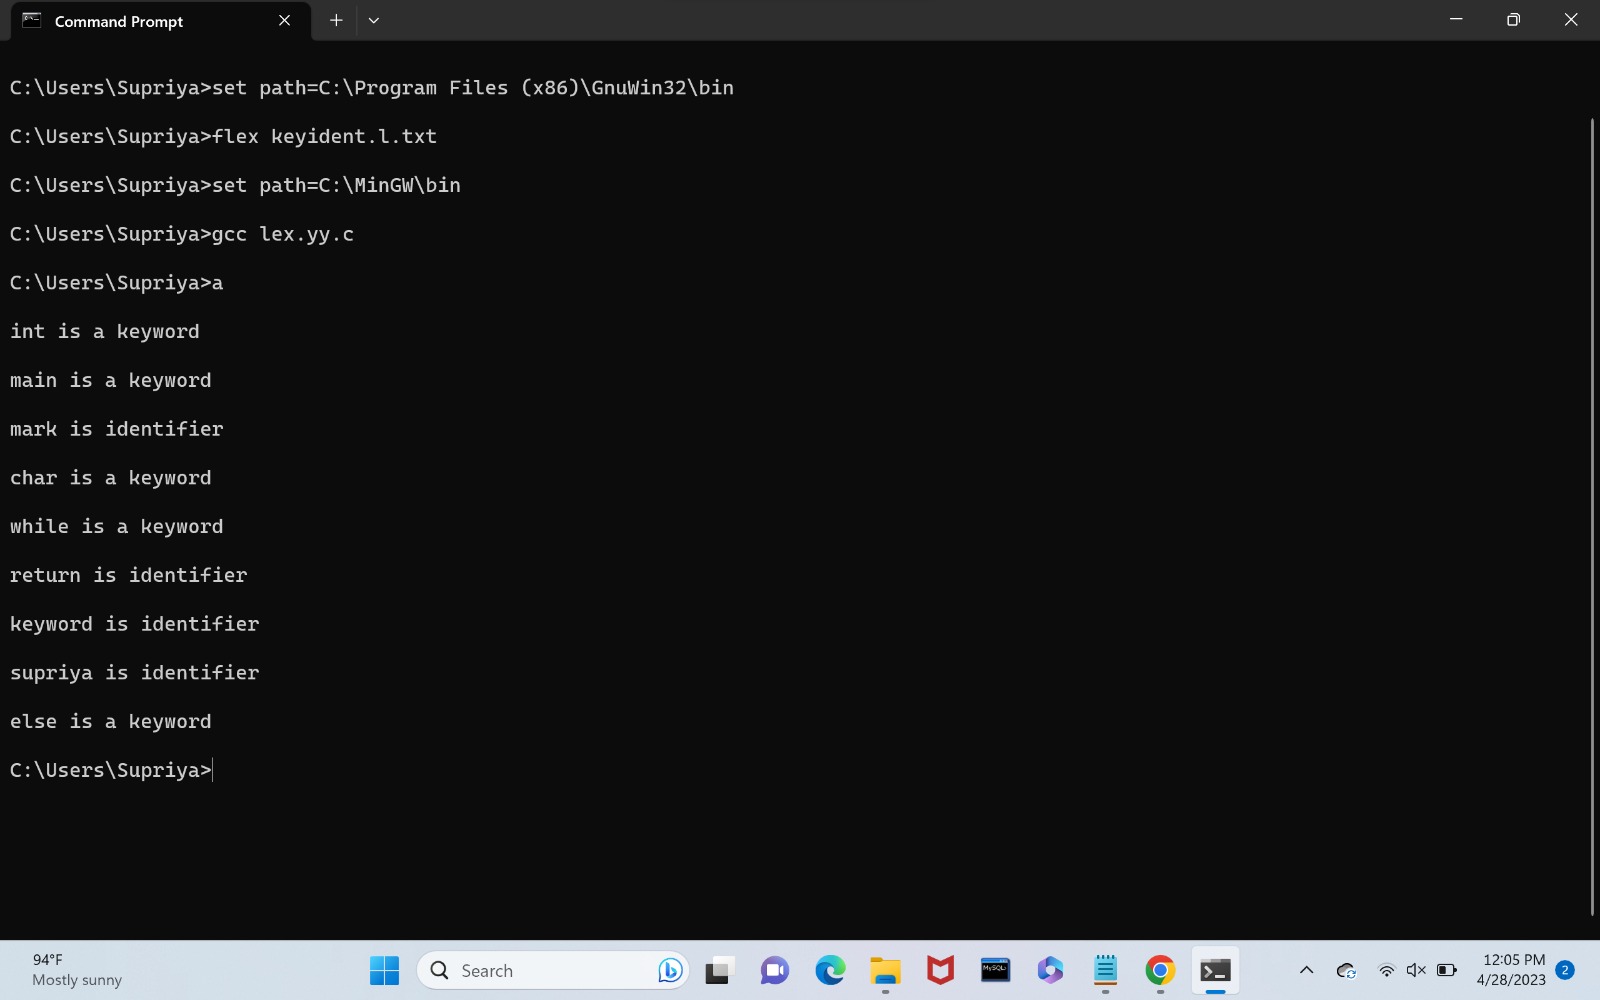 Command Prompt
C:\Users\Supriya>set path=C:\Program Files (x86)\GnuWin32\bin
C:\Users\Supriya>flex keyident.l.txt
C:\Users\Supriya>set path=C:\MinGW\bin
C:\Users\Supriya>gcc lex.yy.c
C:\Users\Supriya>a
int is a keyword
main is a keyword
mark is identifier
char is a keyword
while is a keyword
return is identifier
keyword is identifier
supriya is identifier
else is a keyword
C:\Users\Supriya>
94°F
Mostly sunny
Search
MySQL
12:05 PM
4/28/2023
2